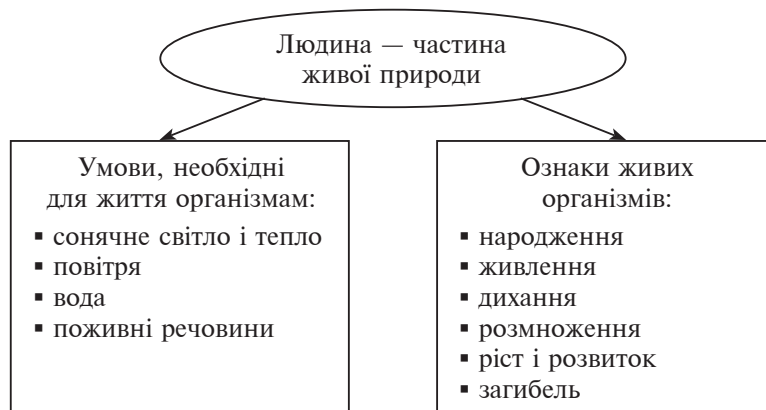 Людина — частина
живої природи
Умови, необхідні
для життя організмам:
▪ сонячне світло і тепло
▪ повітря
▪ вода
▪ поживні речовини
Ознаки живих
організмів:
▪ народження
▪ живлення
▪ дихання
▪ розмноження
▪ ріст і розвиток
▪ загибель